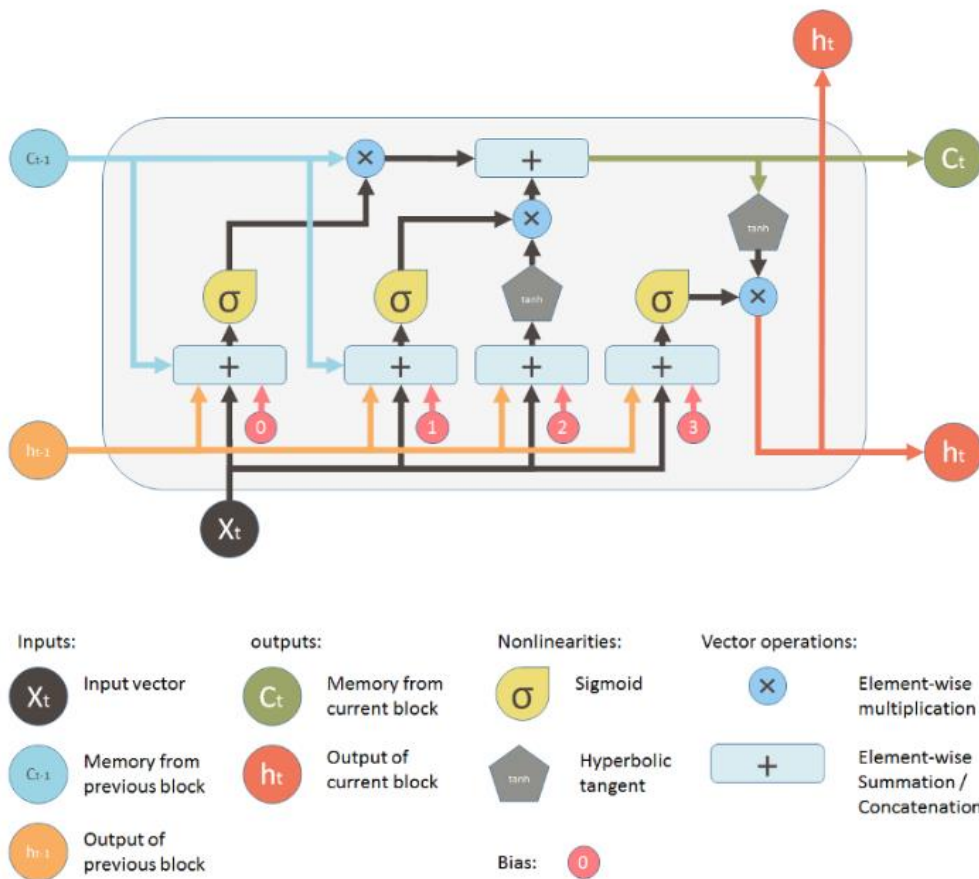 ht
Ct-1
×
+
Ct
×
tanh
σ
σ
tanh
σ
×
+
+
+
+
0
1
2
3
ht-1
ht
Xt
Inputs:
outputs:
Nonlinearities:
Vector operations:
Xt
Input vector
Ct
Memory from
current block
σ
Sigmoid
×
Element-wise
multiplication
Ct-1
Memory from
previous block
ht
Output of
current block
tanh
Hyperbolic
tangent
+
Element-wise
Summation /
Concatenation
ht-1
Output of
previous block
Bias:
0